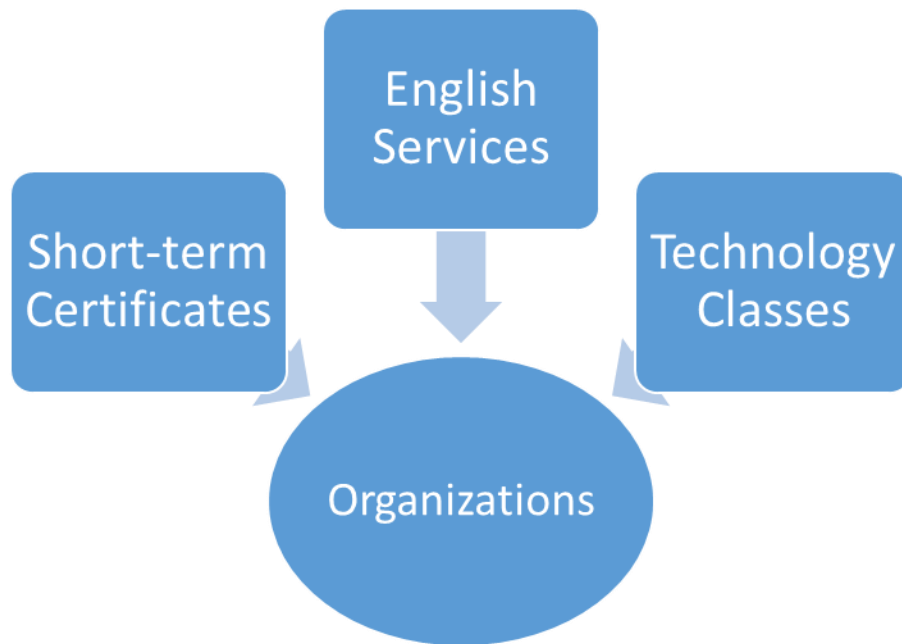 English
Services
Short-term
Certificates
Technology
Classes
Organizations